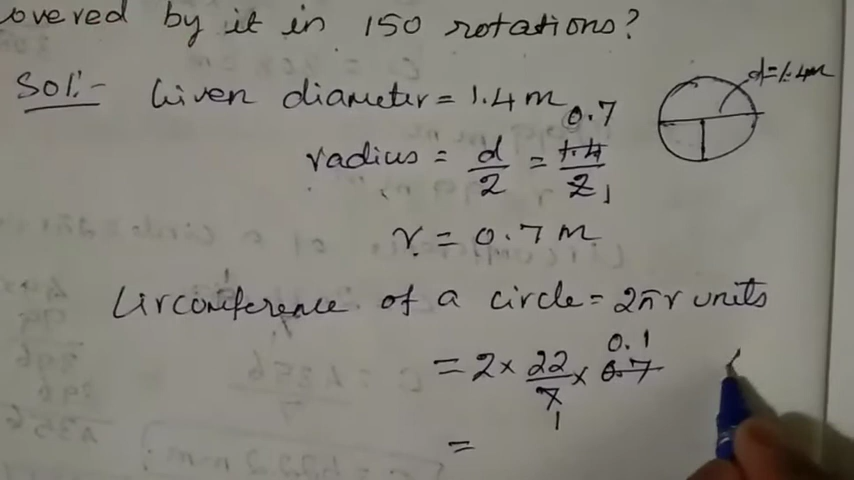 overed by it in 150 rotations?
Sol:- Given diameter = 1.4 m
d=1.4m
radius = d/2 = 1.4/2 0.7 1
r = 0.7 m
Circumference of a circle = 2πr units
= 2 × 22/7 × 0.7 0.1 1
=